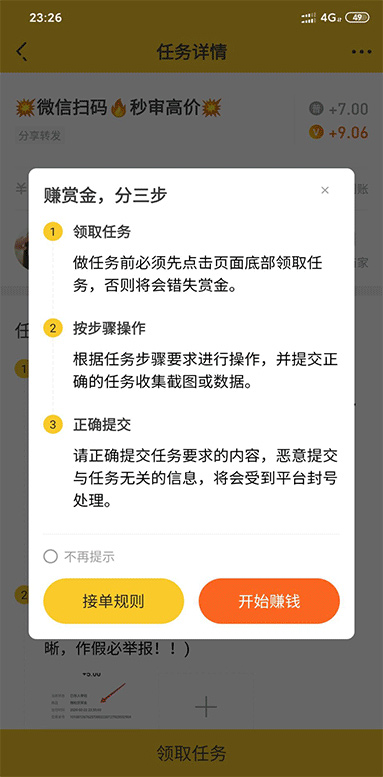 23:26
4G 49
任务详情
💥微信扫码🔥秒审高价💥
普 +7.00
分享转发
V +9.06
赚赏金，分三步
×
1 领取任务
做任务前必须先点击页面底部领取任
务，否则将会错失赏金。
2 按步骤操作
根据任务步骤要求进行操作，并提交正
确的任务收集截图或数据。
3 正确提交
请正确提交任务要求的内容，恶意提交
与任务无关的信息，将会受到平台封号
处理。
不再提示
接单规则
开始赚钱
晰，作假必举报！！)
+5.00
领取任务